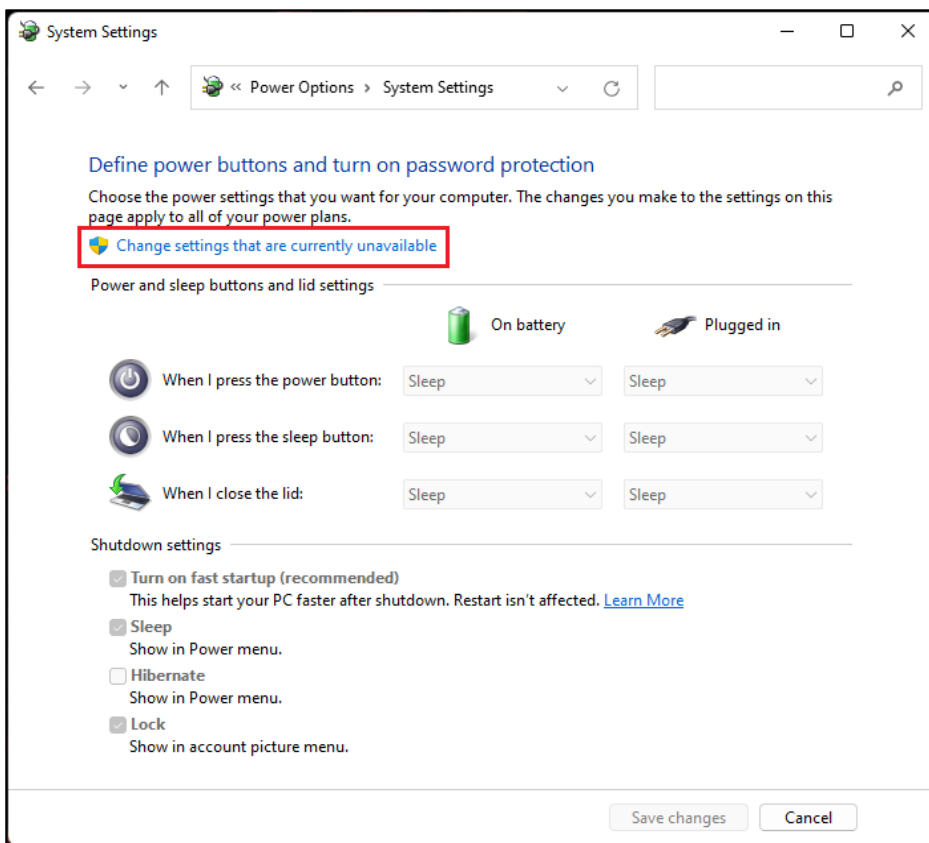 System Settings
« Power Options > System Settings
Define power buttons and turn on password protection
Choose the power settings that you want for your computer. The changes you make to the settings on this
page apply to all of your power plans.
Change settings that are currently unavailable
Power and sleep buttons and lid settings
On battery Plugged in
When I press the power button: Sleep Sleep
When I press the sleep button: Sleep Sleep
When I close the lid: Sleep Sleep
Shutdown settings
Turn on fast startup (recommended)
This helps start your PC faster after shutdown. Restart isn't affected. Learn More
Sleep
Show in Power menu.
Hibernate
Show in Power menu.
Lock
Show in account picture menu.
Save changes Cancel